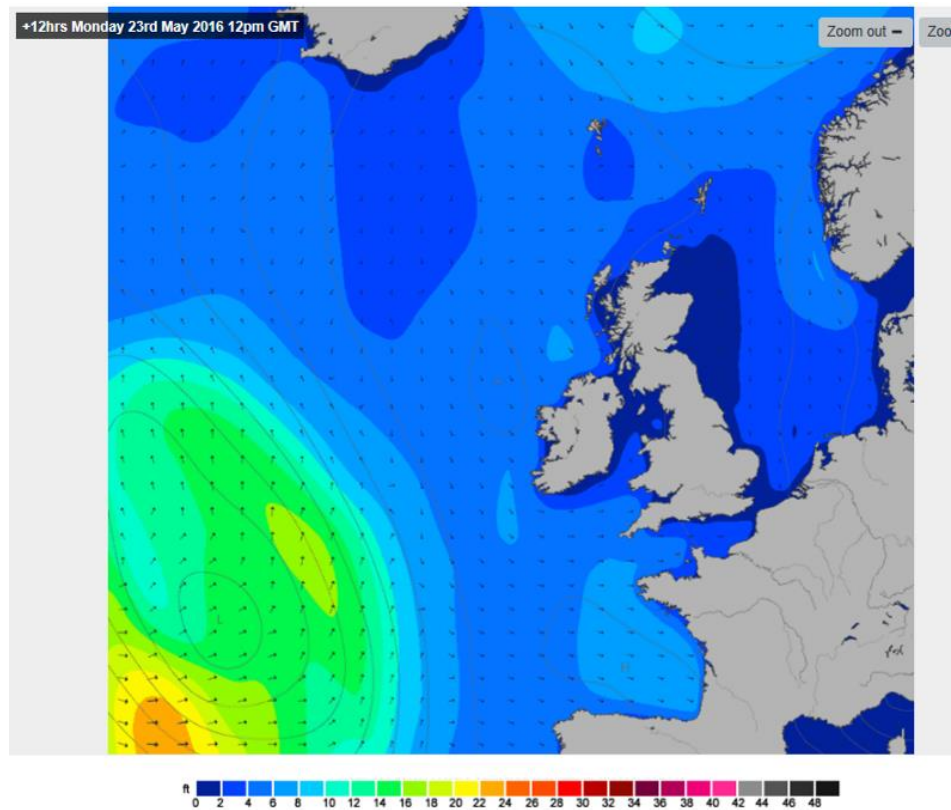 +12hrs Monday 23rd May 2016 12pm GMT
Zoom out – Zoo
L
H
ft
0 2 4 6 8 10 12 14 16 18 20 22 24 26 28 30 32 34 36 38 40 42 44 46 48